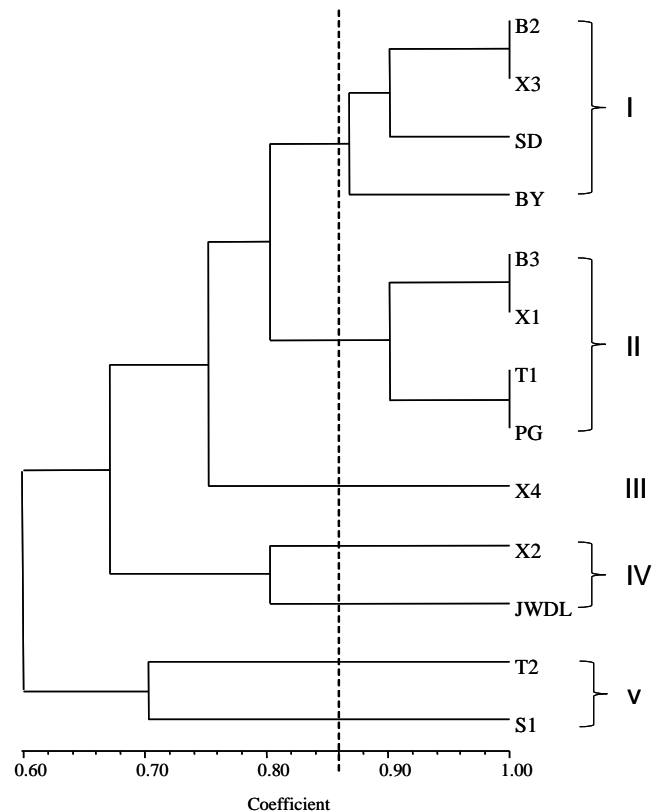 B2
X3
SD
BY
I
B3
X1
T1
PG
II
X4
III
X2
JWDL
IV
T2
S1
v
0.60 0.70 0.80 0.90 1.00
Coefficient